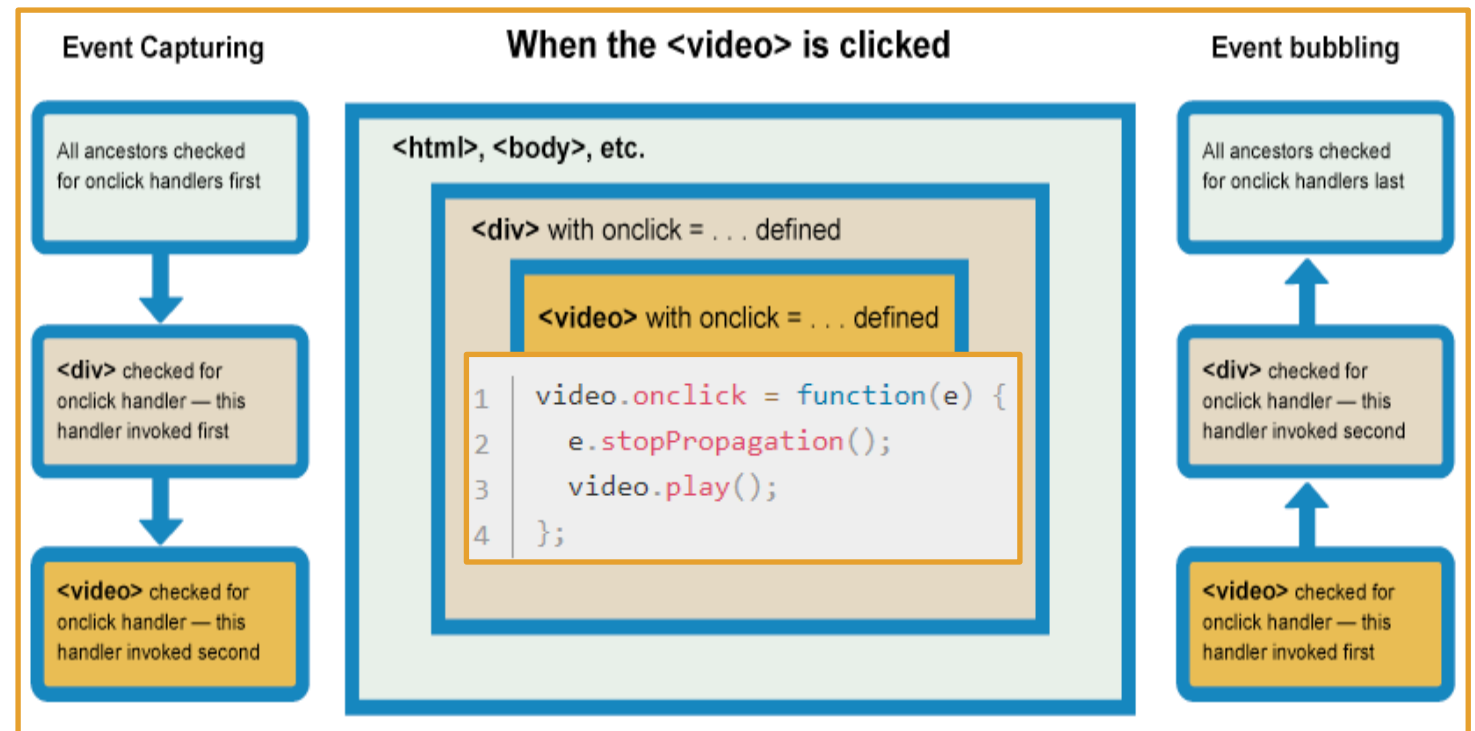 Event Capturing
When the <video> is clicked
Event bubbling
All ancestors checked
for onclick handlers first
<div> checked for
onclick handler — this
handler invoked first
<video> checked for
onclick handler — this
handler invoked second
<html>, <body>, etc.
<div> with onclick = . . . defined
<video> with onclick = . . . defined
1 video.onclick = function(e) {
2 e.stopPropagation();
3 video.play();
4 };
All ancestors checked
for onclick handlers last
<div> checked for
onclick handler — this
handler invoked second
<video> checked for
onclick handler — this
handler invoked first